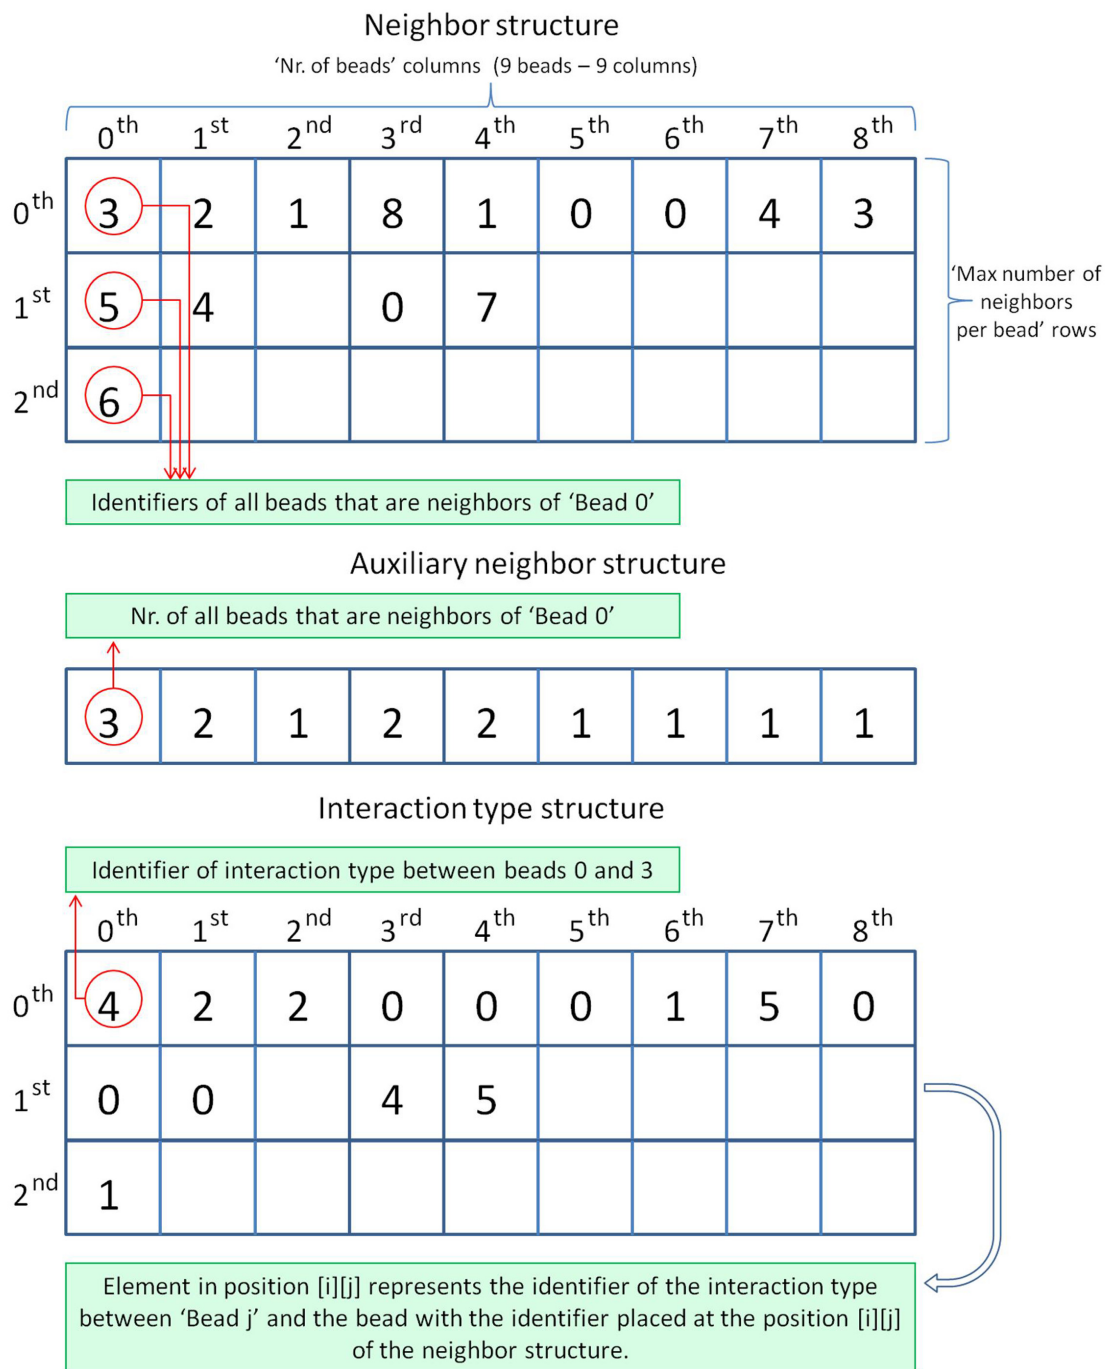 Neighbor structure
‘Nr. of beads’ columns (9 beads – 9 columns)
0th 1st 2nd 3rd 4th 5th 6th 7th 8th
0th 3 2 1 8 1 0 0 4 3
1st 5 4 0 7
2nd 6
‘Max number of
neighbors
per bead’ rows
Identifiers of all beads that are neighbors of ‘Bead 0’
Auxiliary neighbor structure
Nr. of all beads that are neighbors of ‘Bead 0’
3 2 1 2 2 1 1 1 1
Interaction type structure
Identifier of interaction type between beads 0 and 3
0th 1st 2nd 3rd 4th 5th 6th 7th 8th
0th 4 2 2 0 0 0 1 5 0
1st 0 0 4 5
2nd 1
Element in position [i][j] represents the identifier of the interaction type
between ‘Bead j’ and the bead with the identifier placed at the position [i][j]
of the neighbor structure.